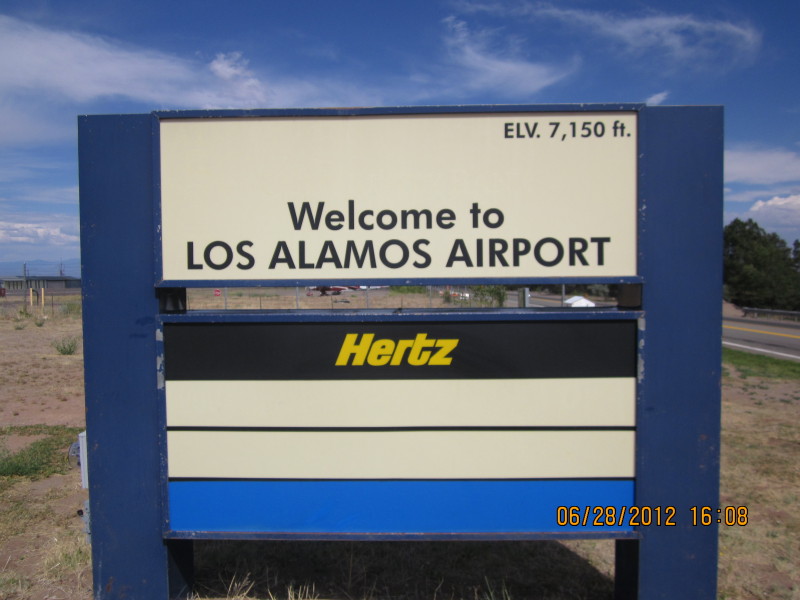 ELV. 7,150 ft.
Welcome to
LOS ALAMOS AIRPORT
Hertz
06/28/2012 16:08